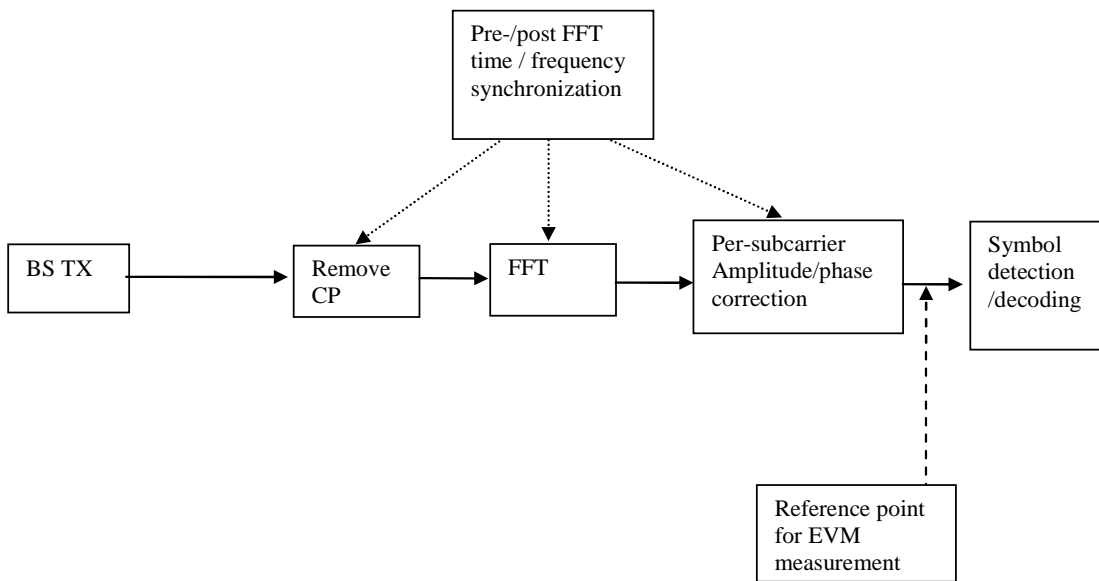 Pre-/post FFT
time / frequency
synchronization
BS TX
Remove
CP
FFT
Per-subcarrier
Amplitude/phase
correction
Symbol
detection
/decoding
Reference point
for EVM
measurement